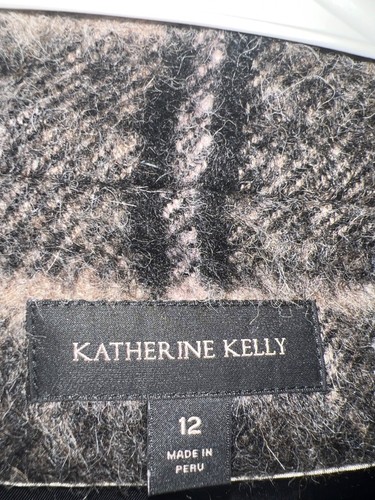 KATHERINE KELLY
12
MADE IN
PERU